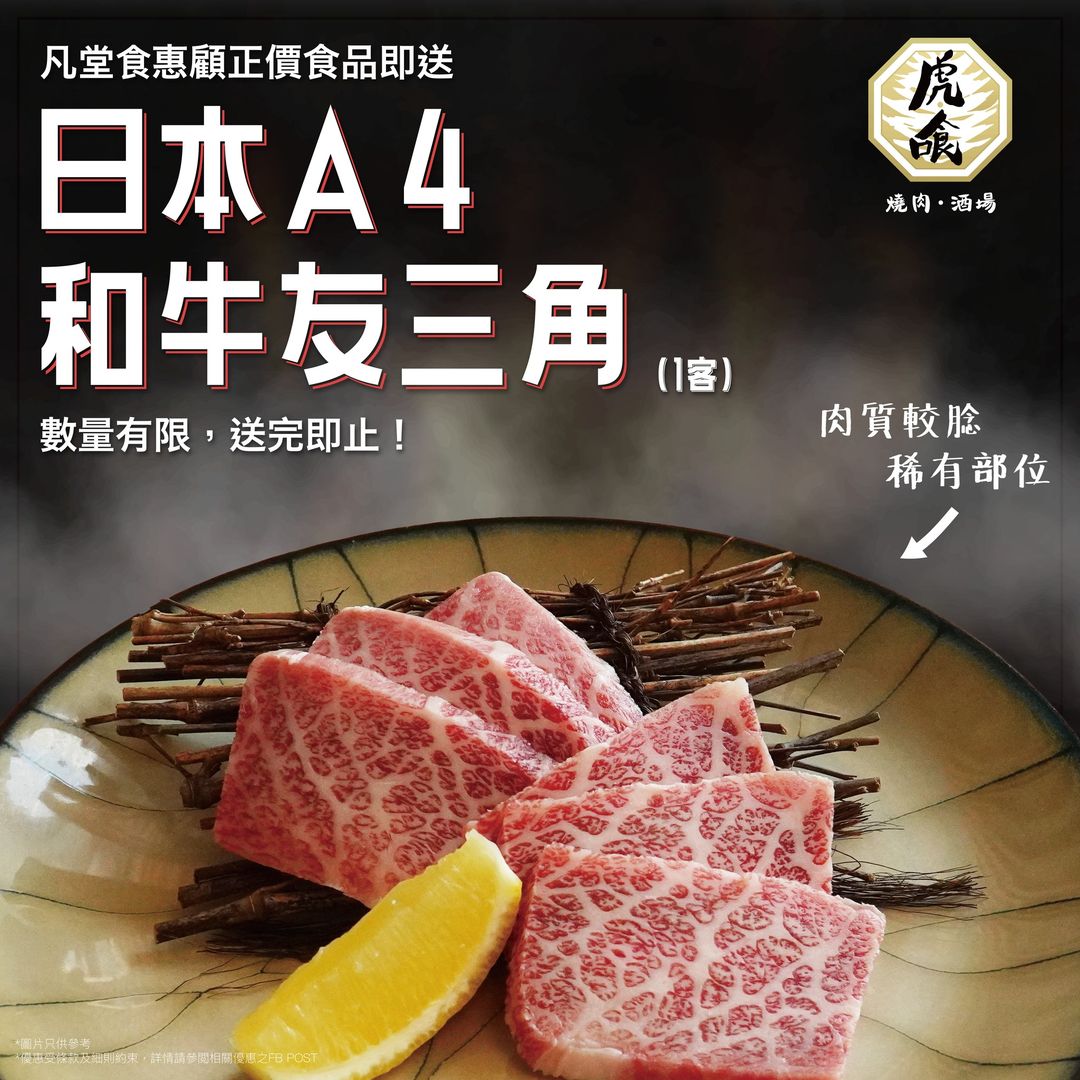 凡堂食惠顧正價食品即送
日本A4
和牛友三角 (1客)
數量有限，送完即止！
虎飧
燒肉・酒場
肉質較腍
稀有部位
*圖片只供參考
*優惠受條款及細則約束，詳情請參閱相關優惠之FB POST